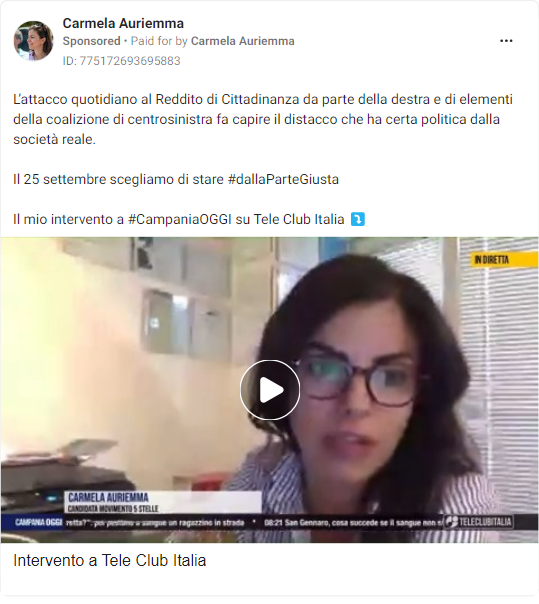 Carmela Auriemma
Sponsored • Paid for by Carmela Auriemma
ID: 775172693695883
L'attacco quotidiano al Reddito di Cittadinanza da parte della destra e di elementi
della coalizione di centrosinistra fa capire il distacco che ha certa politica dalla
società reale.
Il 25 settembre scegliamo di stare #dallaParteGiusta
Il mio intervento a #CampaniaOGGI su Tele Club Italia ⤵️
IN DIRETTA
CARMELA AURIEMMA
CANDIDATA MOVIMENTO 5 STELLE
CAMPANIA OGGI retta?": poi pestano a sangue un ragazzino in strada • 08:21 San Gennaro, cosa succede se il sangue non si TELECLUBITALIA
Intervento a Tele Club Italia